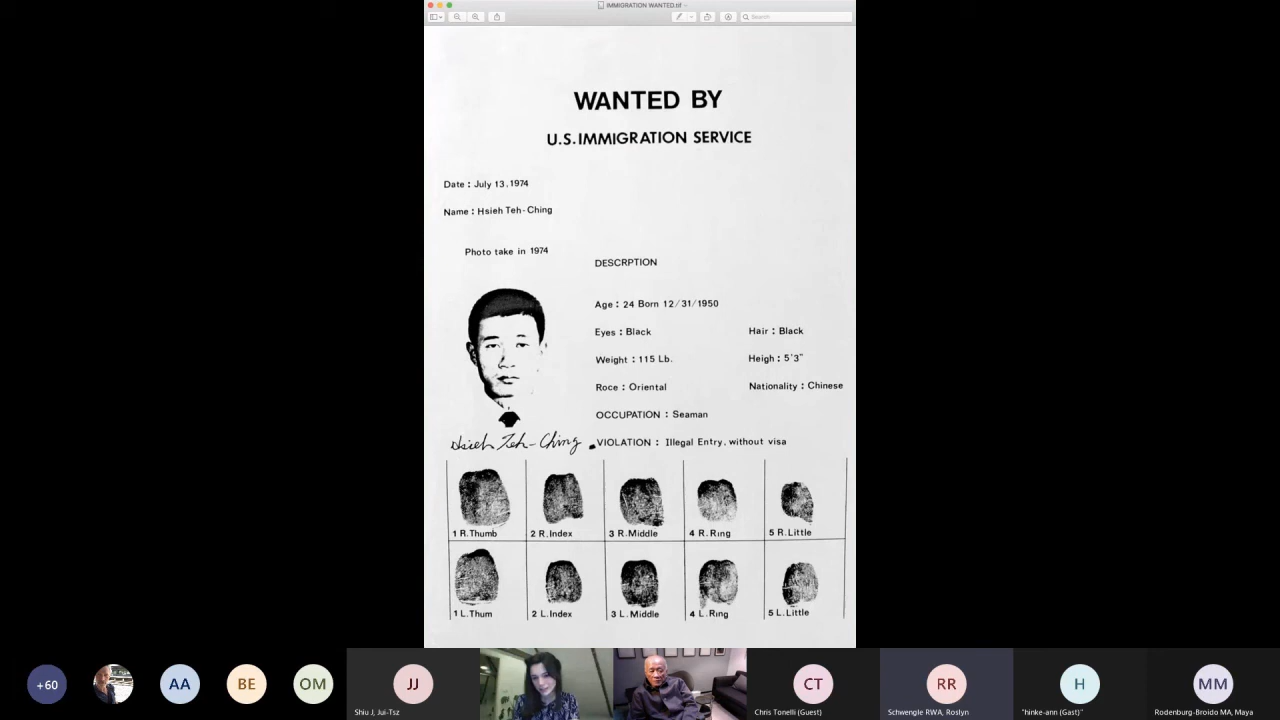 IMMIGRATION WANTED.tif
Search
WANTED BY
U.S. IMMIGRATION SERVICE
Date : July 13, 1974
Name : Hsieh Teh-Ching
Photo take in 1974
DESCRPTION
Age : 24 Born 12/31/1950
Eyes : Black
Hair : Black
Weight : 115 Lb.
Heigh : 5'3"
Roce : Oriental
Nationality : Chinese
OCCUPATION : Seaman
Hsieh Teh-Ching
VIOLATION : Illegal Entry, without visa
1 R.Thumb
2 R.Index
3 R.Middle
4 R.Ring
5 R.Little
1 L.Thum
2 L.Index
3 L.Middle
4 L.Ring
5 L.Little
+60
AA
BE
OM
JJ
Shiu J, Jui-Tsz
CT
Chris Tonelli (Guest)
RR
Schwengle RWA, Roslyn
H
"hinke-ann (Gast)"
MM
Rodenburg-Broido MA, Maya